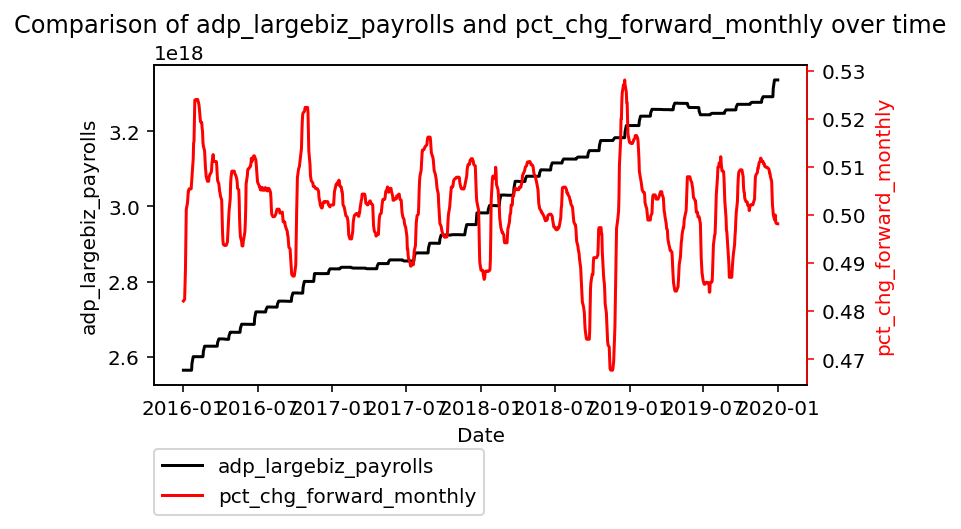 Comparison of adp_largebiz_payrolls and pct_chg_forward_monthly over time
1e18
0.53
0.52
3.2
0.51
3.0
0.50
0.49
2.8
0.48
2.6
0.47
adp_largebiz_payrolls
pct_chg_forward_monthly
2016-01 2016-07 2017-01 2017-07 2018-01 2018-07 2019-01 2019-07 2020-01
Date
adp_largebiz_payrolls
pct_chg_forward_monthly